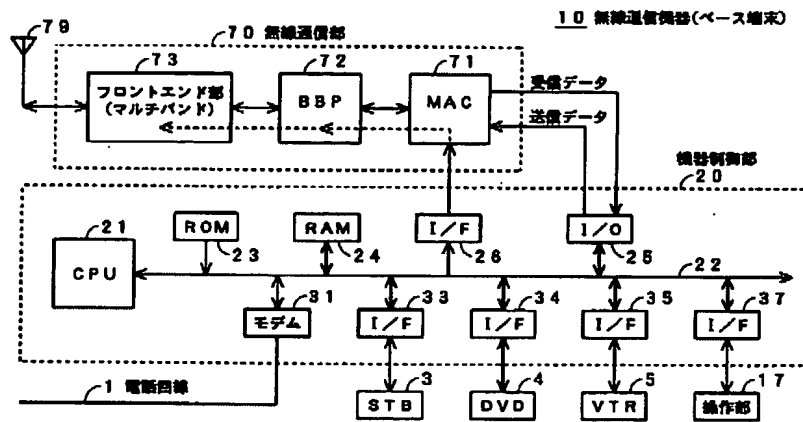 79
70 無線通信部
10 無線通信機器(ベース端末)
73
フロントエンド部
(マルチバンド)
72
BBP
71
MAC
受信データ
送信データ
機器制御部
20
21
CPU
ROM
23
RAM
24
I/F
26
I/O
25
22
31
モデム
33
I/F
34
I/F
35
I/F
37
I/F
1 電話回線
3
STB
4
DVD
5
VTR
17
操作部